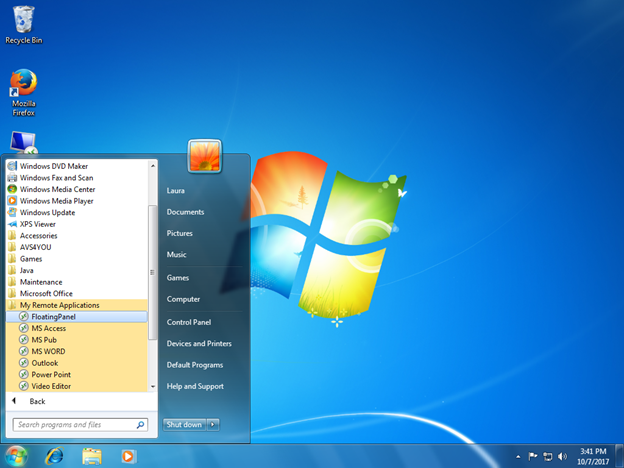 Recycle Bin
Mozilla
Firefox
Windows DVD Maker
Windows Fax and Scan
Windows Media Center
Windows Media Player
Windows Update
XPS Viewer
Accessories
AVS4YOU
Games
Java
Maintenance
Microsoft Office
My Remote Applications
FloatingPanel
MS Access
MS Pub
MS WORD
Outlook
Power Point
Video Editor
Back
Search programs and files
Laura
Documents
Pictures
Music
Games
Computer
Control Panel
Devices and Printers
Default Programs
Help and Support
Shut down
3:41 PM
10/7/2017